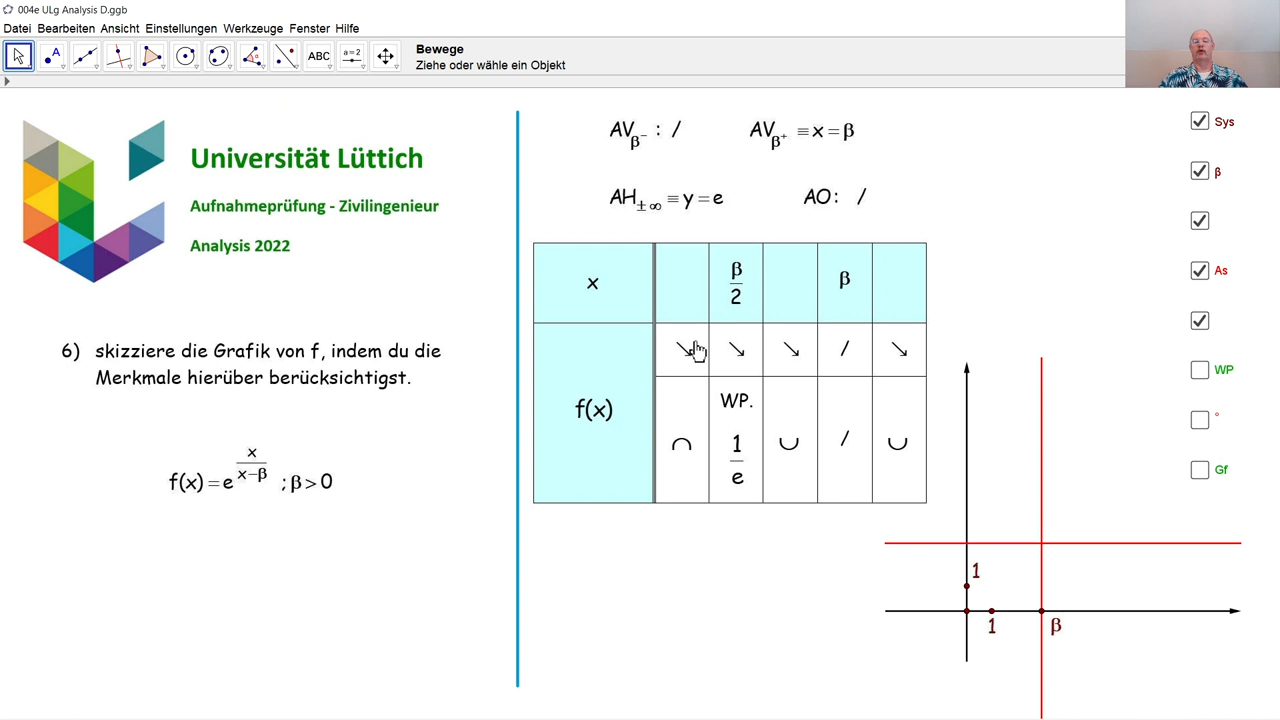 004e ULg Analysis D.ggb
Datei Bearbeiten Ansicht Einstellungen Werkzeuge Fenster Hilfe
A
ABC
a=2
Bewege
Ziehe oder wähle ein Objekt
Universität Lüttich
Aufnahmeprüfung - Zivilingenieur
Analysis 2022
6) skizziere die Grafik von f, indem du die
Merkmale hierüber berücksichtigst.
f(x) = e^(x/(x−β)) ; β > 0
AV_β⁻ : / AV_β⁺ ≡ x = β
AH_±∞ ≡ y = e AO: /
x β/2 β
f(x) ↘ ↘ ↘ / ↘
WP.
∩ 1/e ∪ / ∪
1
1 β
Sys
β
As
WP
°
Gf